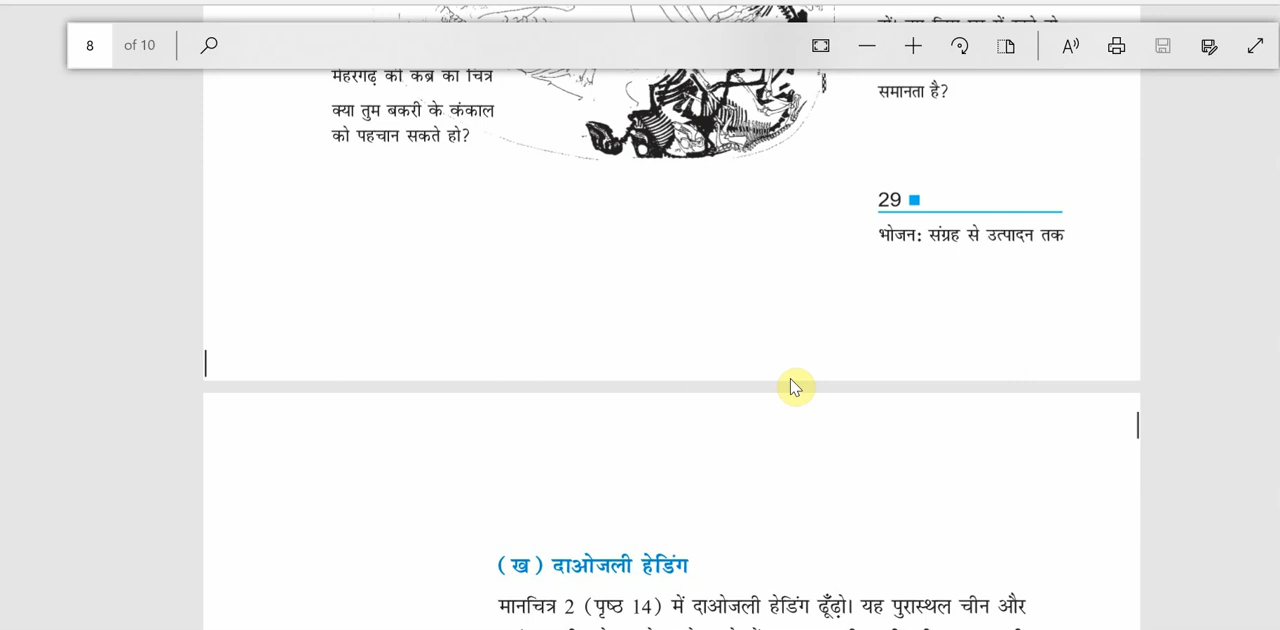 8 of 10
मेहरगढ़ की कब्र का चित्र
क्या तुम बकरी के कंकाल
को पहचान सकते हो?
समानता है?
29
भोजन: संग्रह से उत्पादन तक
(ख) दाओजली हेडिंग
मानचित्र 2 (पृष्ठ 14) में दाओजली हेडिंग ढूँढ़ो। यह पुरास्थल चीन और